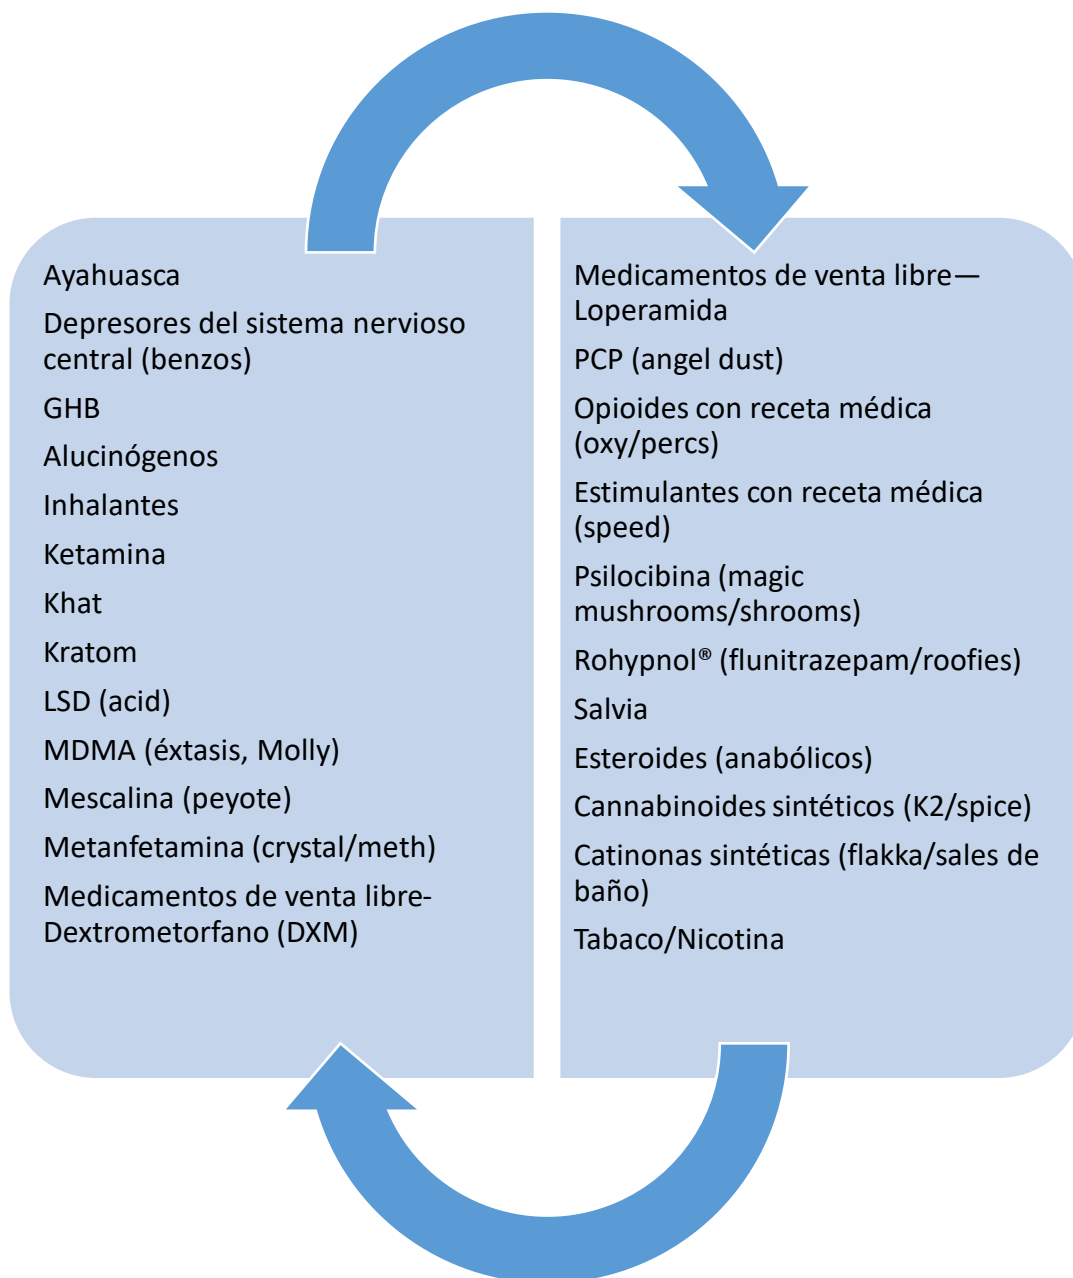 Ayahuasca
Depresores del sistema nervioso
central (benzos)
GHB
Alucinógenos
Inhalantes
Ketamina
Khat
Kratom
LSD (acid)
MDMA (éxtasis, Molly)
Mescalina (peyote)
Metanfetamina (crystal/meth)
Medicamentos de venta libre-
Dextrometorfano (DXM)
Medicamentos de venta libre—
Loperamida
PCP (angel dust)
Opioides con receta médica
(oxy/percs)
Estimulantes con receta médica
(speed)
Psilocibina (magic
mushrooms/shrooms)
Rohypnol® (flunitrazepam/roofies)
Salvia
Esteroides (anabólicos)
Cannabinoides sintéticos (K2/spice)
Catinonas sintéticas (flakka/sales de
baño)
Tabaco/Nicotina